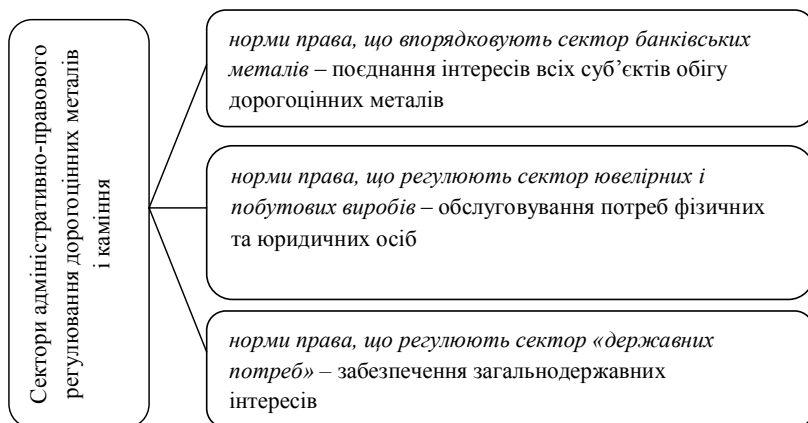 Сектори адміністративно-правового
регулювання дорогоцінних металів
і каміння
норми права, що впорядковують сектор банківських
металів – поєднання інтересів всіх суб’єктів обігу
дорогоцінних металів
норми права, що регулюють сектор ювелірних і
побутових виробів – обслуговування потреб фізичних
та юридичних осіб
норми права, що регулюють сектор «державних
потреб» – забезпечення загальнодержавних
інтересів